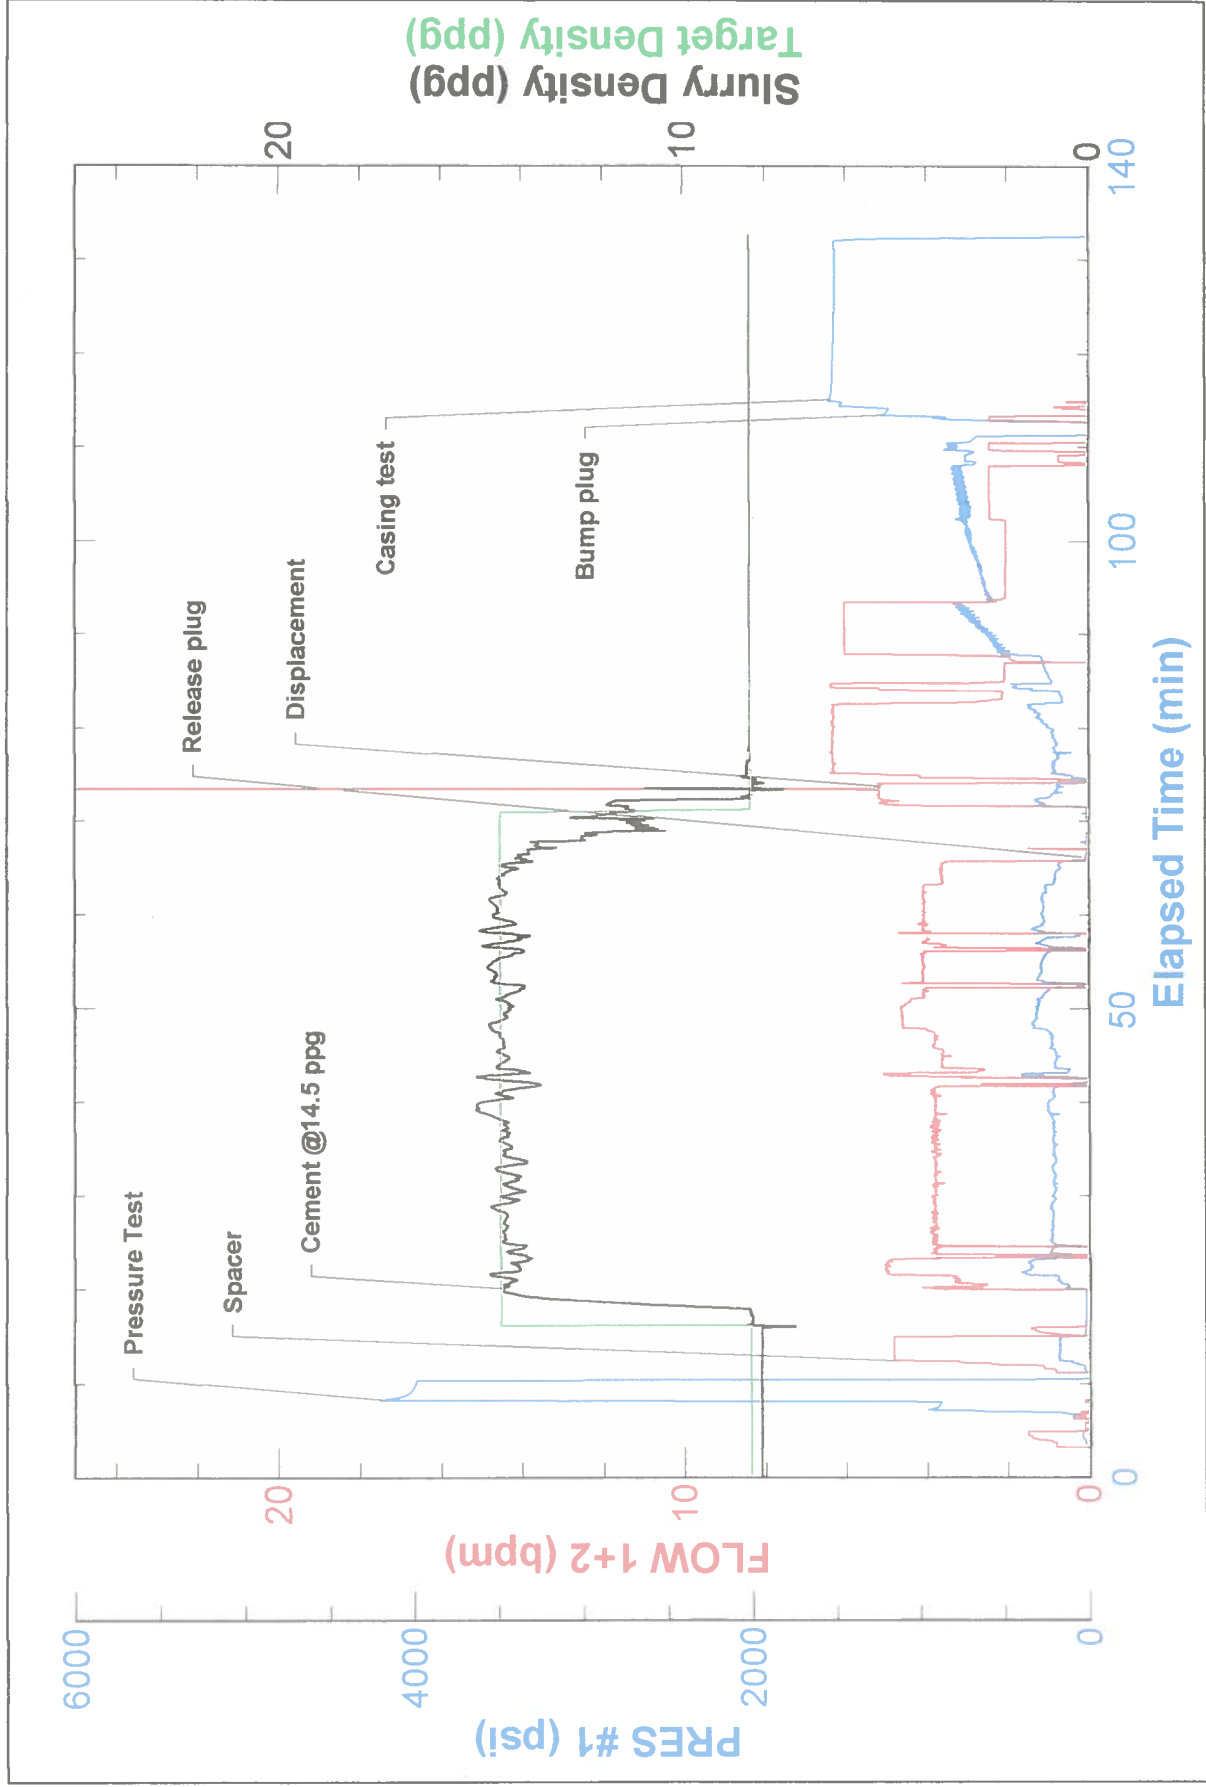 Pressure Test
Spacer
Cement @14.5 ppg
Release plug
Displacement
Casing test
Bump plug
6000
4000
2000
0
PRES #1 (psi)
20
10
0
FLOW 1+2 (bpm)
0
50
100
140
Elapsed Time (min)
20
10
0
Slurry Density (ppg)
Target Density (ppg)